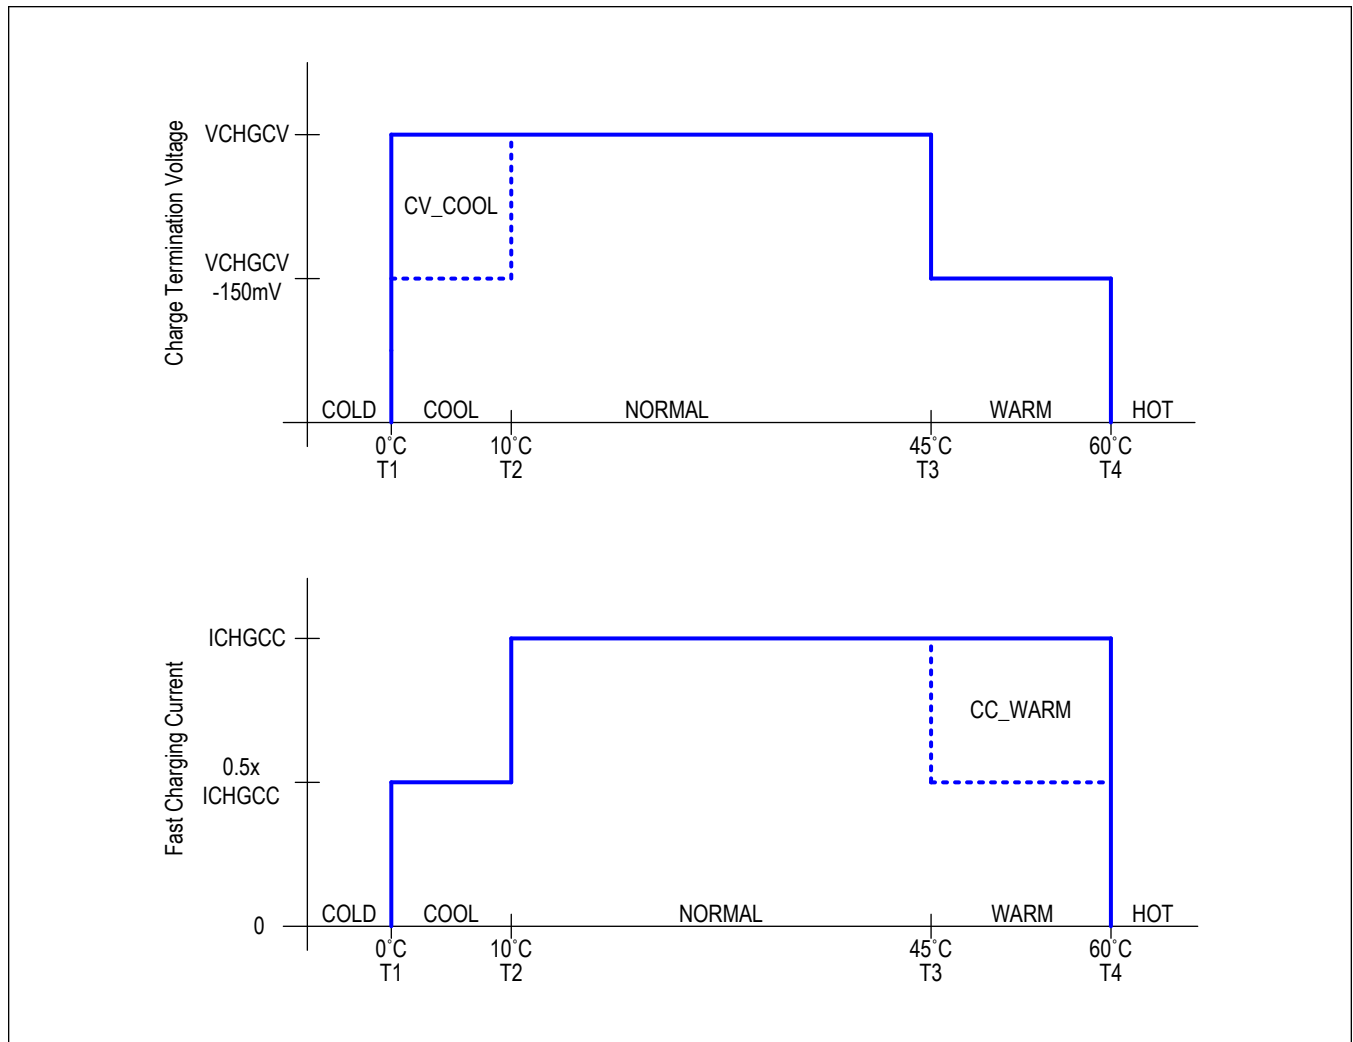 Charge Termination Voltage
VCHGCV
CV_COOL
VCHGCV
-150mV
COLD COOL NORMAL WARM HOT
0˚C 10˚C 45˚C 60˚C
T1 T2 T3 T4
Fast Charging Current
ICHGCC
CC_WARM
0.5x
ICHGCC
COLD COOL NORMAL WARM HOT
0
0˚C 10˚C 45˚C 60˚C
T1 T2 T3 T4